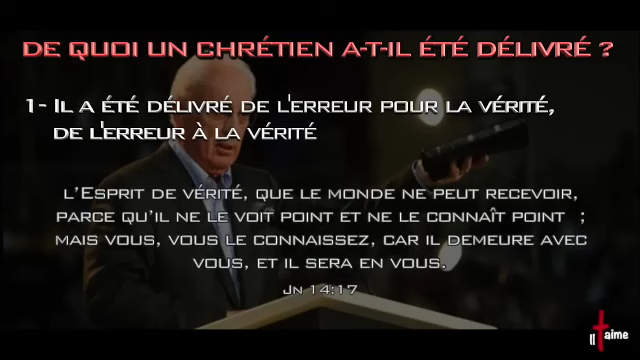 DE QUOI UN CHRÉTIEN A-T-IL ÉTÉ DÉLIVRÉ ?
1- IL A ÉTÉ DÉLIVRÉ DE L'ERREUR POUR LA VÉRITÉ,
DE L'ERREUR À LA VÉRITÉ
L'ESPRIT DE VÉRITÉ, QUE LE MONDE NE PEUT RECEVOIR,
PARCE QU'IL NE LE VOIT POINT ET NE LE CONNAÎT POINT ;
MAIS VOUS, VOUS LE CONNAISSEZ, CAR IL DEMEURE AVEC
VOUS, ET IL SERA EN VOUS.
JN 14:17
Il t'aime